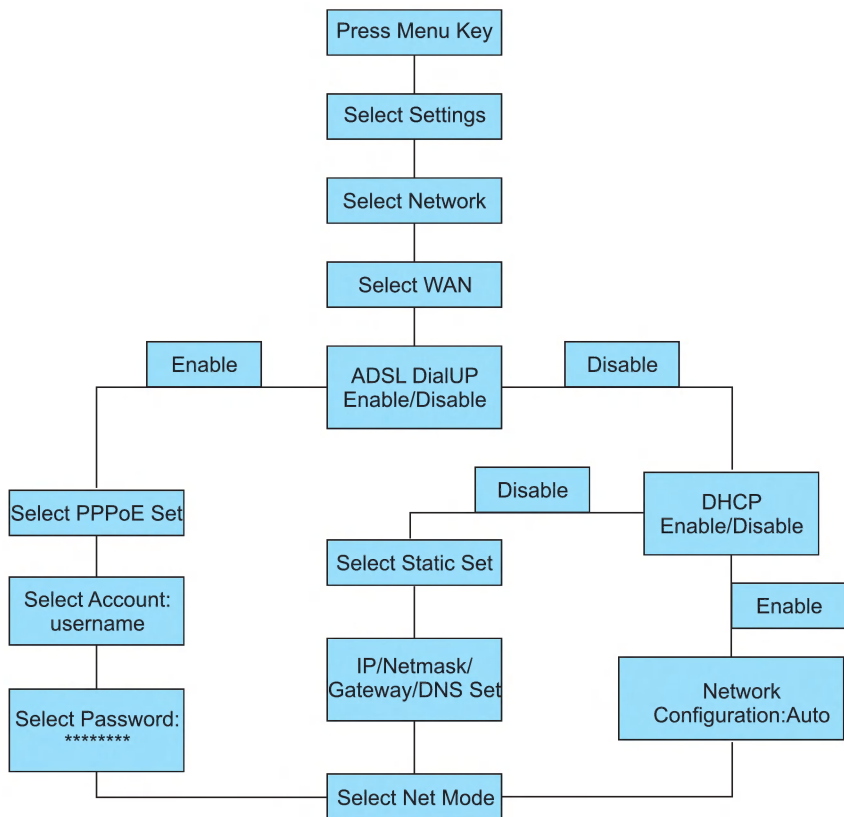 Press Menu Key
Select Settings
Select Network
Select WAN
Enable
ADSL DialUP
Enable/Disable
Disable
Select PPPoE Set
Disable
DHCP
Enable/Disable
Select Static Set
Select Account:
username
Enable
IP/Netmask/
Gateway/DNS Set
Network
Configuration:Auto
Select Password:
********
Select Net Mode